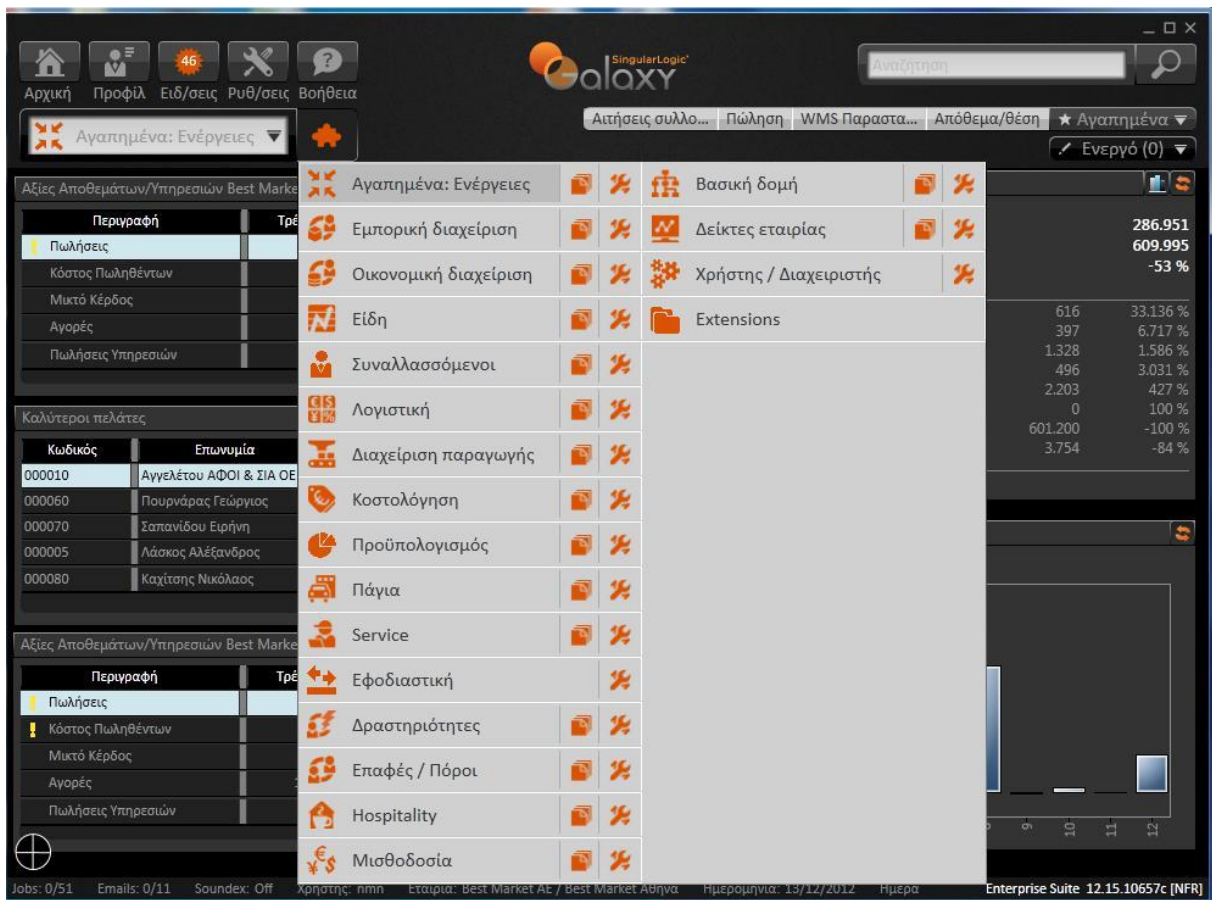 Αρχική Προφίλ Ειδ/σεις Ρυθ/σεις Βοήθεια
46
SingularLogic
Galaxy
Αναζήτηση
Αιτήσεις συλλο... Πώληση WMS Παραστα... Απόθεμα/θέση Αγαπημένα
Αγαπημένα: Ενέργειες
Ενεργό (0)
Αξίες Αποθεμάτων/Υπηρεσιών Best Marke
Περιγραφή Τρέ
Πωλήσεις
Κόστος Πωληθέντων
Μικτό Κέρδος
Αγορές
Πωλήσεις Υπηρεσιών
Καλύτεροι πελάτες
Κωδικός Επωνυμία
000010 Αγγελέτου ΑΦΟΙ & ΣΙΑ ΟΕ
000060 Πουρνάρας Γεώργιος
000070 Σαπανίδου Ειρήνη
000005 Λάσκος Αλέξανδρος
000080 Καχίτσης Νικόλαος
Αξίες Αποθεμάτων/Υπηρεσιών Best Marke
Περιγραφή Τρέ
Πωλήσεις
Κόστος Πωληθέντων
Μικτό Κέρδος
Αγορές
Πωλήσεις Υπηρεσιών
Αγαπημένα: Ενέργειες
Εμπορική διαχείριση
Οικονομική διαχείριση
Είδη
Συναλλασσόμενοι
Λογιστική
Διαχείριση παραγωγής
Κοστολόγηση
Προϋπολογισμός
Πάγια
Service
Εφοδιαστική
Δραστηριότητες
Επαφές / Πόροι
Hospitality
Μισθοδοσία
Βασική δομή
Δείκτες εταιρίας
Χρήστης / Διαχειριστής
Extensions
286.951
609.995
-53 %
616 33.136 %
397 6.717 %
1.328 1.586 %
496 3.031 %
2.203 427 %
0 100 %
601.200 -100 %
3.754 -84 %
9 10 11 12
Jobs: 0/51 Emails: 0/11 Soundex: Off Χρήστης: nmn Εταιρία: Best Market AE / Best Market Αθήνα Ημερομηνία: 13/12/2012 Ημέρα Enterprise Suite 12.15.10657c [NFR]